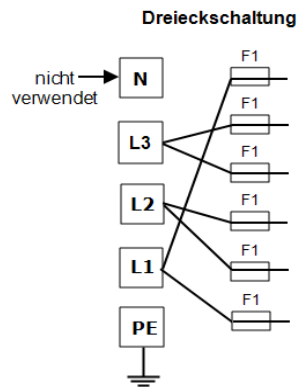 Dreieckschaltung
F1
nicht
verwendet
N
F1
L3
F1
L2
F1
F1
L1
F1
PE